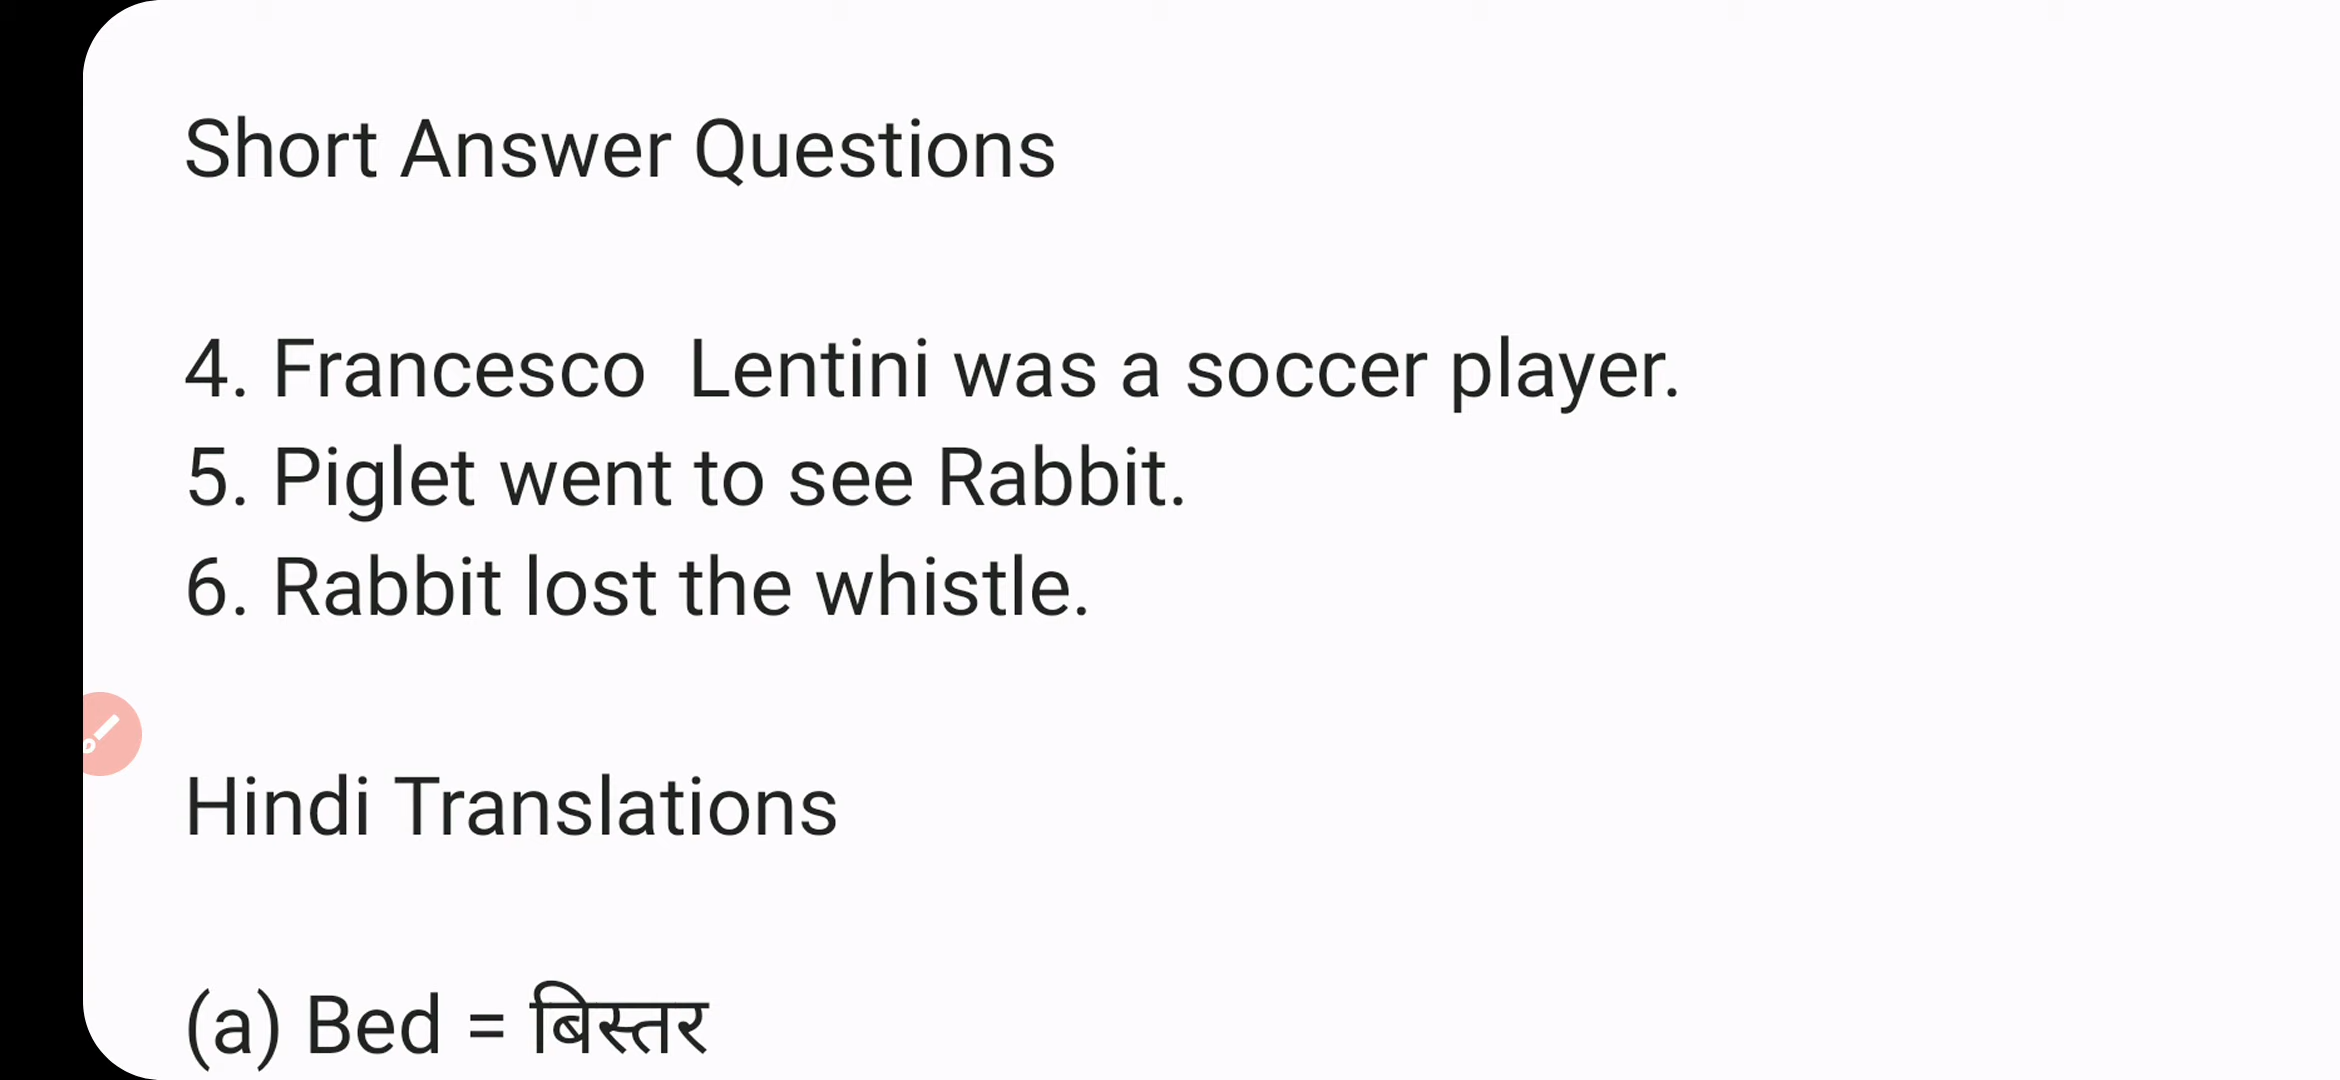 Short Answer Questions
4. Francesco  Lentini was a soccer player.
5. Piglet went to see Rabbit.
6. Rabbit lost the whistle.
Hindi Translations
(a) Bed = बिस्तर